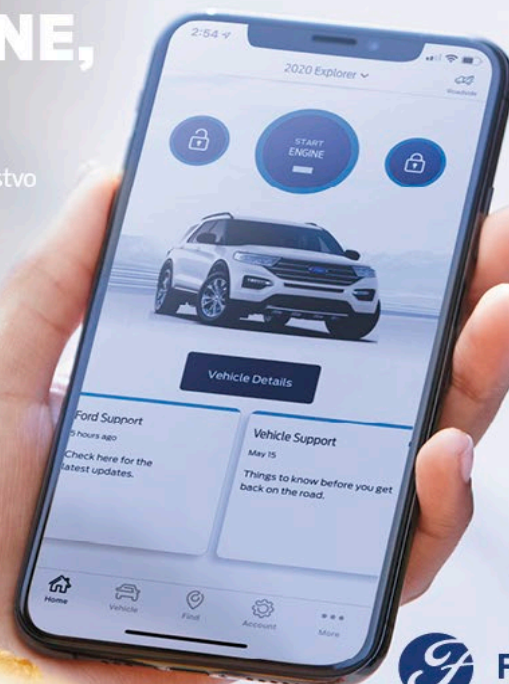 NE,
stvo
2:54
2020 Explorer
Roadside
START
ENGINE
Vehicle Details
Ford Support
5 hours ago
Check here for the
latest updates.
Vehicle Support
May 15
Things to know before you get
back on the road.
Home
Vehicle
Find
Account
More
F